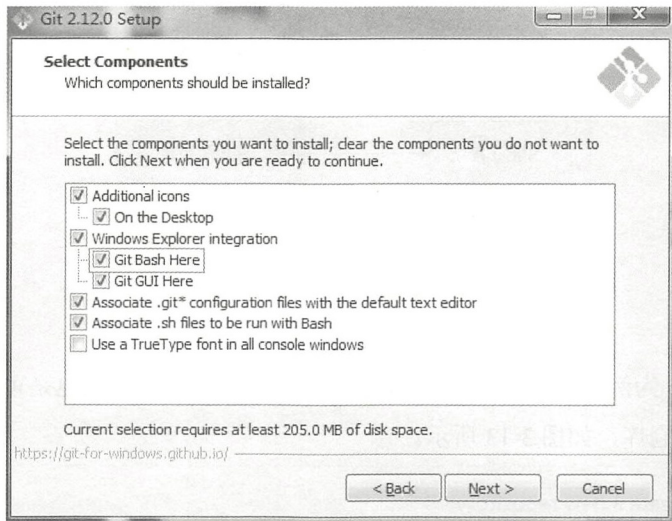 Git 2.12.0 Setup
Select Components
Which components should be installed?
Select the components you want to install; clear the components you do not want to
install. Click Next when you are ready to continue.
Additional icons
On the Desktop
Windows Explorer integration
Git Bash Here
Git GUI Here
Associate .git* configuration files with the default text editor
Associate .sh files to be run with Bash
Use a TrueType font in all console windows
Current selection requires at least 205.0 MB of disk space.
https://git-for-windows.github.io/
< Back
Next >
Cancel